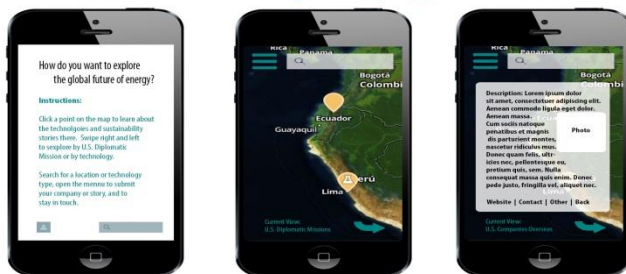 How do you want to explore
the global future of energy?
Instructions:
Click a point on the map to learn about
the technologies and sustainability
stories there. Swipe right and left
to sexplore by U.S. Diplomatic
Mission or by technology.
Search for a location or technology
type, open the menu to submit
your company or story, and to
stay in touch.
Rica
Panama
Bogotá
Colombi
Ecuador
Guayaquil
Perú
Lima
Current View:
U.S. Diplomatic Missions
Rica
Panama
Bogotá
Colombi
Description: Lorem ipsum dolor
sit amet, consectetuer adipiscing elit.
Aenean commodo ligula eget dolor.
Aenean massa.
Cum sociis natoque
penatibus et magnis
dis parturient montes,
nascetur ridiculus mus.
Donec quam felis, ultr-
icies nec, pellentesque eu,
pretium quis, sem. Nulla
consequat massa quis enim. Donec
pede justo, fringilla vel, aliquet nec.
Photo
Website | Contact | Other | Back
Current View:
U.S. Companies Overseas